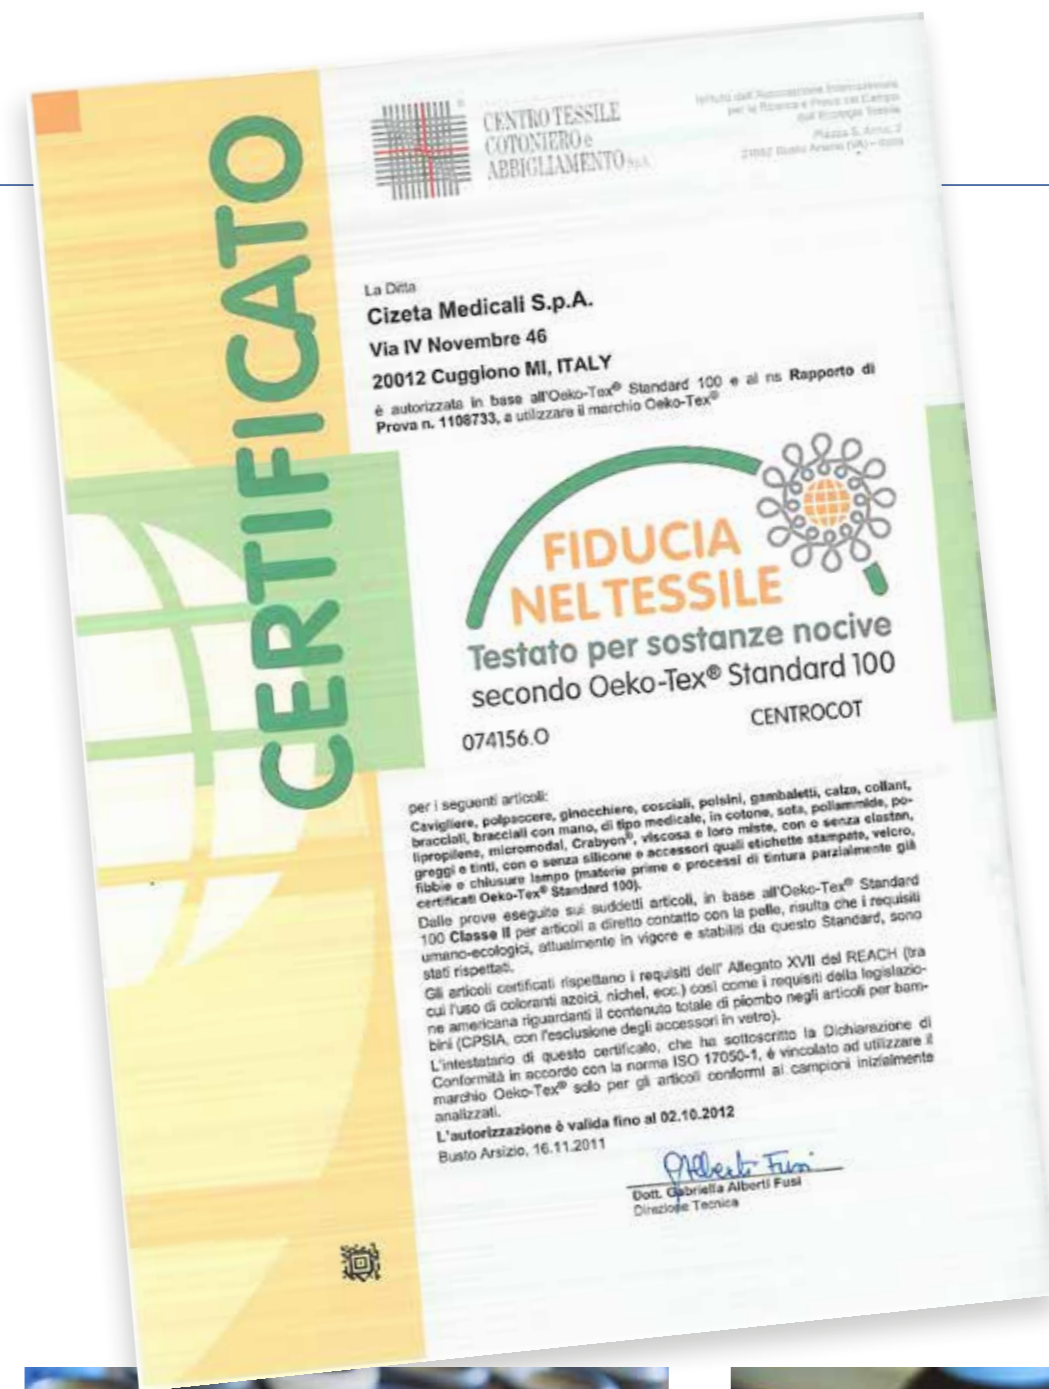 CERTIFICATO
CENTRO TESSILE
COTONIERO e
ABBIGLIAMENTO S.p.A.
Piazza S. Anna, 2
21052 Busto Arsizio (VA) – Italia
La Ditta
Cizeta Medicali S.p.A.
Via IV Novembre 46
20012 Cuggiono MI, ITALY
è autorizzata in base all'Oeko-Tex® Standard 100 e al ns Rapporto di
Prova n. 1108733, a utilizzare il marchio Oeko-Tex®
FIDUCIA
NEL TESSILE
Testato per sostanze nocive
secondo Oeko-Tex® Standard 100
074156.O
CENTROCOT
per i seguenti articoli:
Cavigliere, polpaccere, ginocchiere, cosciali, polsini, gambaletti, calze, collant,
bracciali, bracciali con mano, di tipo medicale, in cotone, seta, poliammide, po-
lipropilene, micromodal, Crabyon®, viscosa e loro miste, con o senza elastan,
greggi e tinti, con o senza silicone e accessori quali etichette stampate, velcro,
fibbie e chiusure lampo (materie prime e processi di tintura parzialmente già
certificati Oeko-Tex® Standard 100).
Dalle prove eseguite sui suddetti articoli, in base all'Oeko-Tex® Standard
100 Classe II per articoli a diretto contatto con la pelle, risulta che i requisiti
umano-ecologici, attualmente in vigore e stabiliti da questo Standard, sono
stati rispettati.
Gli articoli certificati rispettano i requisiti dell' Allegato XVII del REACH (tra
cui l'uso di coloranti azoici, nichel, ecc.) così come i requisiti della legislazio-
ne americana riguardanti il contenuto totale di piombo negli articoli per bam-
bini (CPSIA, con l'esclusione degli accessori in vetro).
L'intestatario di questo certificato, che ha sottoscritto la Dichiarazione di
Conformità in accordo con la norma ISO 17050-1, è vincolato ad utilizzare il
marchio Oeko-Tex® solo per gli articoli conformi ai campioni inizialmente
analizzati.
L'autorizzazione è valida fino al 02.10.2012
Busto Arsizio, 16.11.2011
Dott. Gabriella Alberti Fusi
Direzione Tecnica